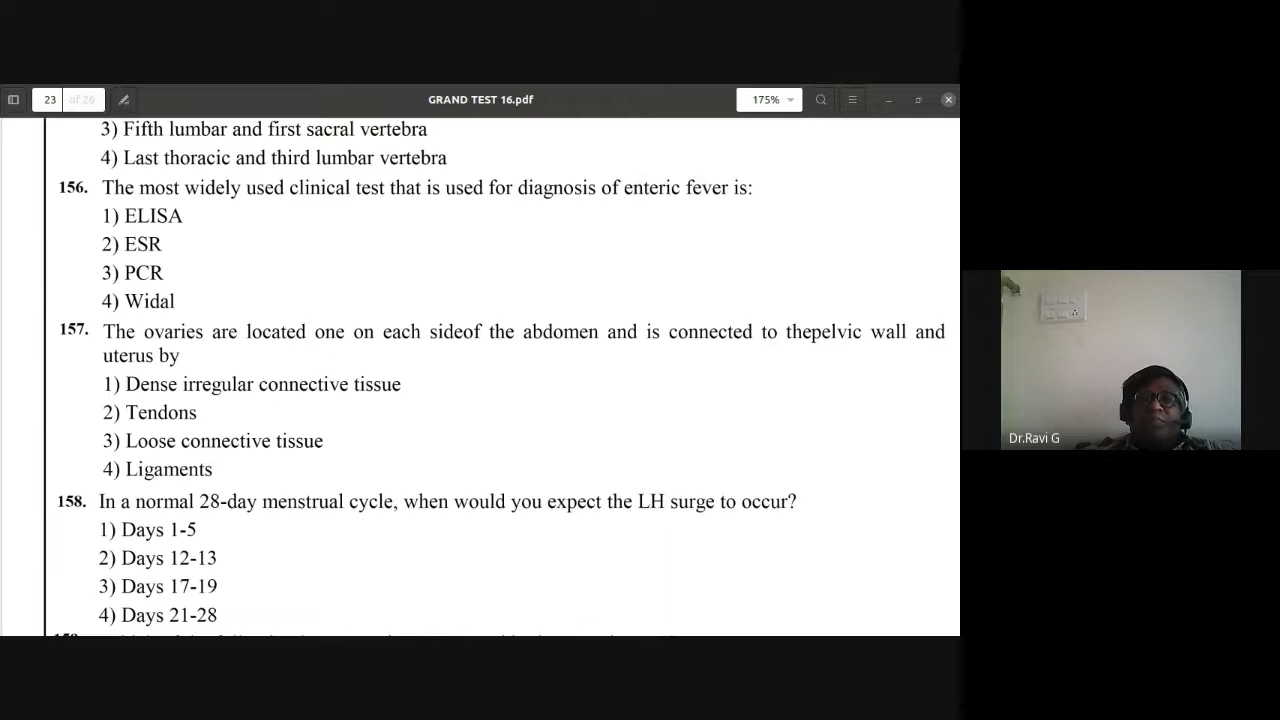 23 of 26
GRAND TEST 16.pdf
175%
3) Fifth lumbar and first sacral vertebra
4) Last thoracic and third lumbar vertebra
156. The most widely used clinical test that is used for diagnosis of enteric fever is:
1) ELISA
2) ESR
3) PCR
4) Widal
157. The ovaries are located one on each sideof the abdomen and is connected to thepelvic wall and
uterus by
1) Dense irregular connective tissue
2) Tendons
3) Loose connective tissue
4) Ligaments
158. In a normal 28-day menstrual cycle, when would you expect the LH surge to occur?
1) Days 1-5
2) Days 12-13
3) Days 17-19
4) Days 21-28
Dr.Ravi G